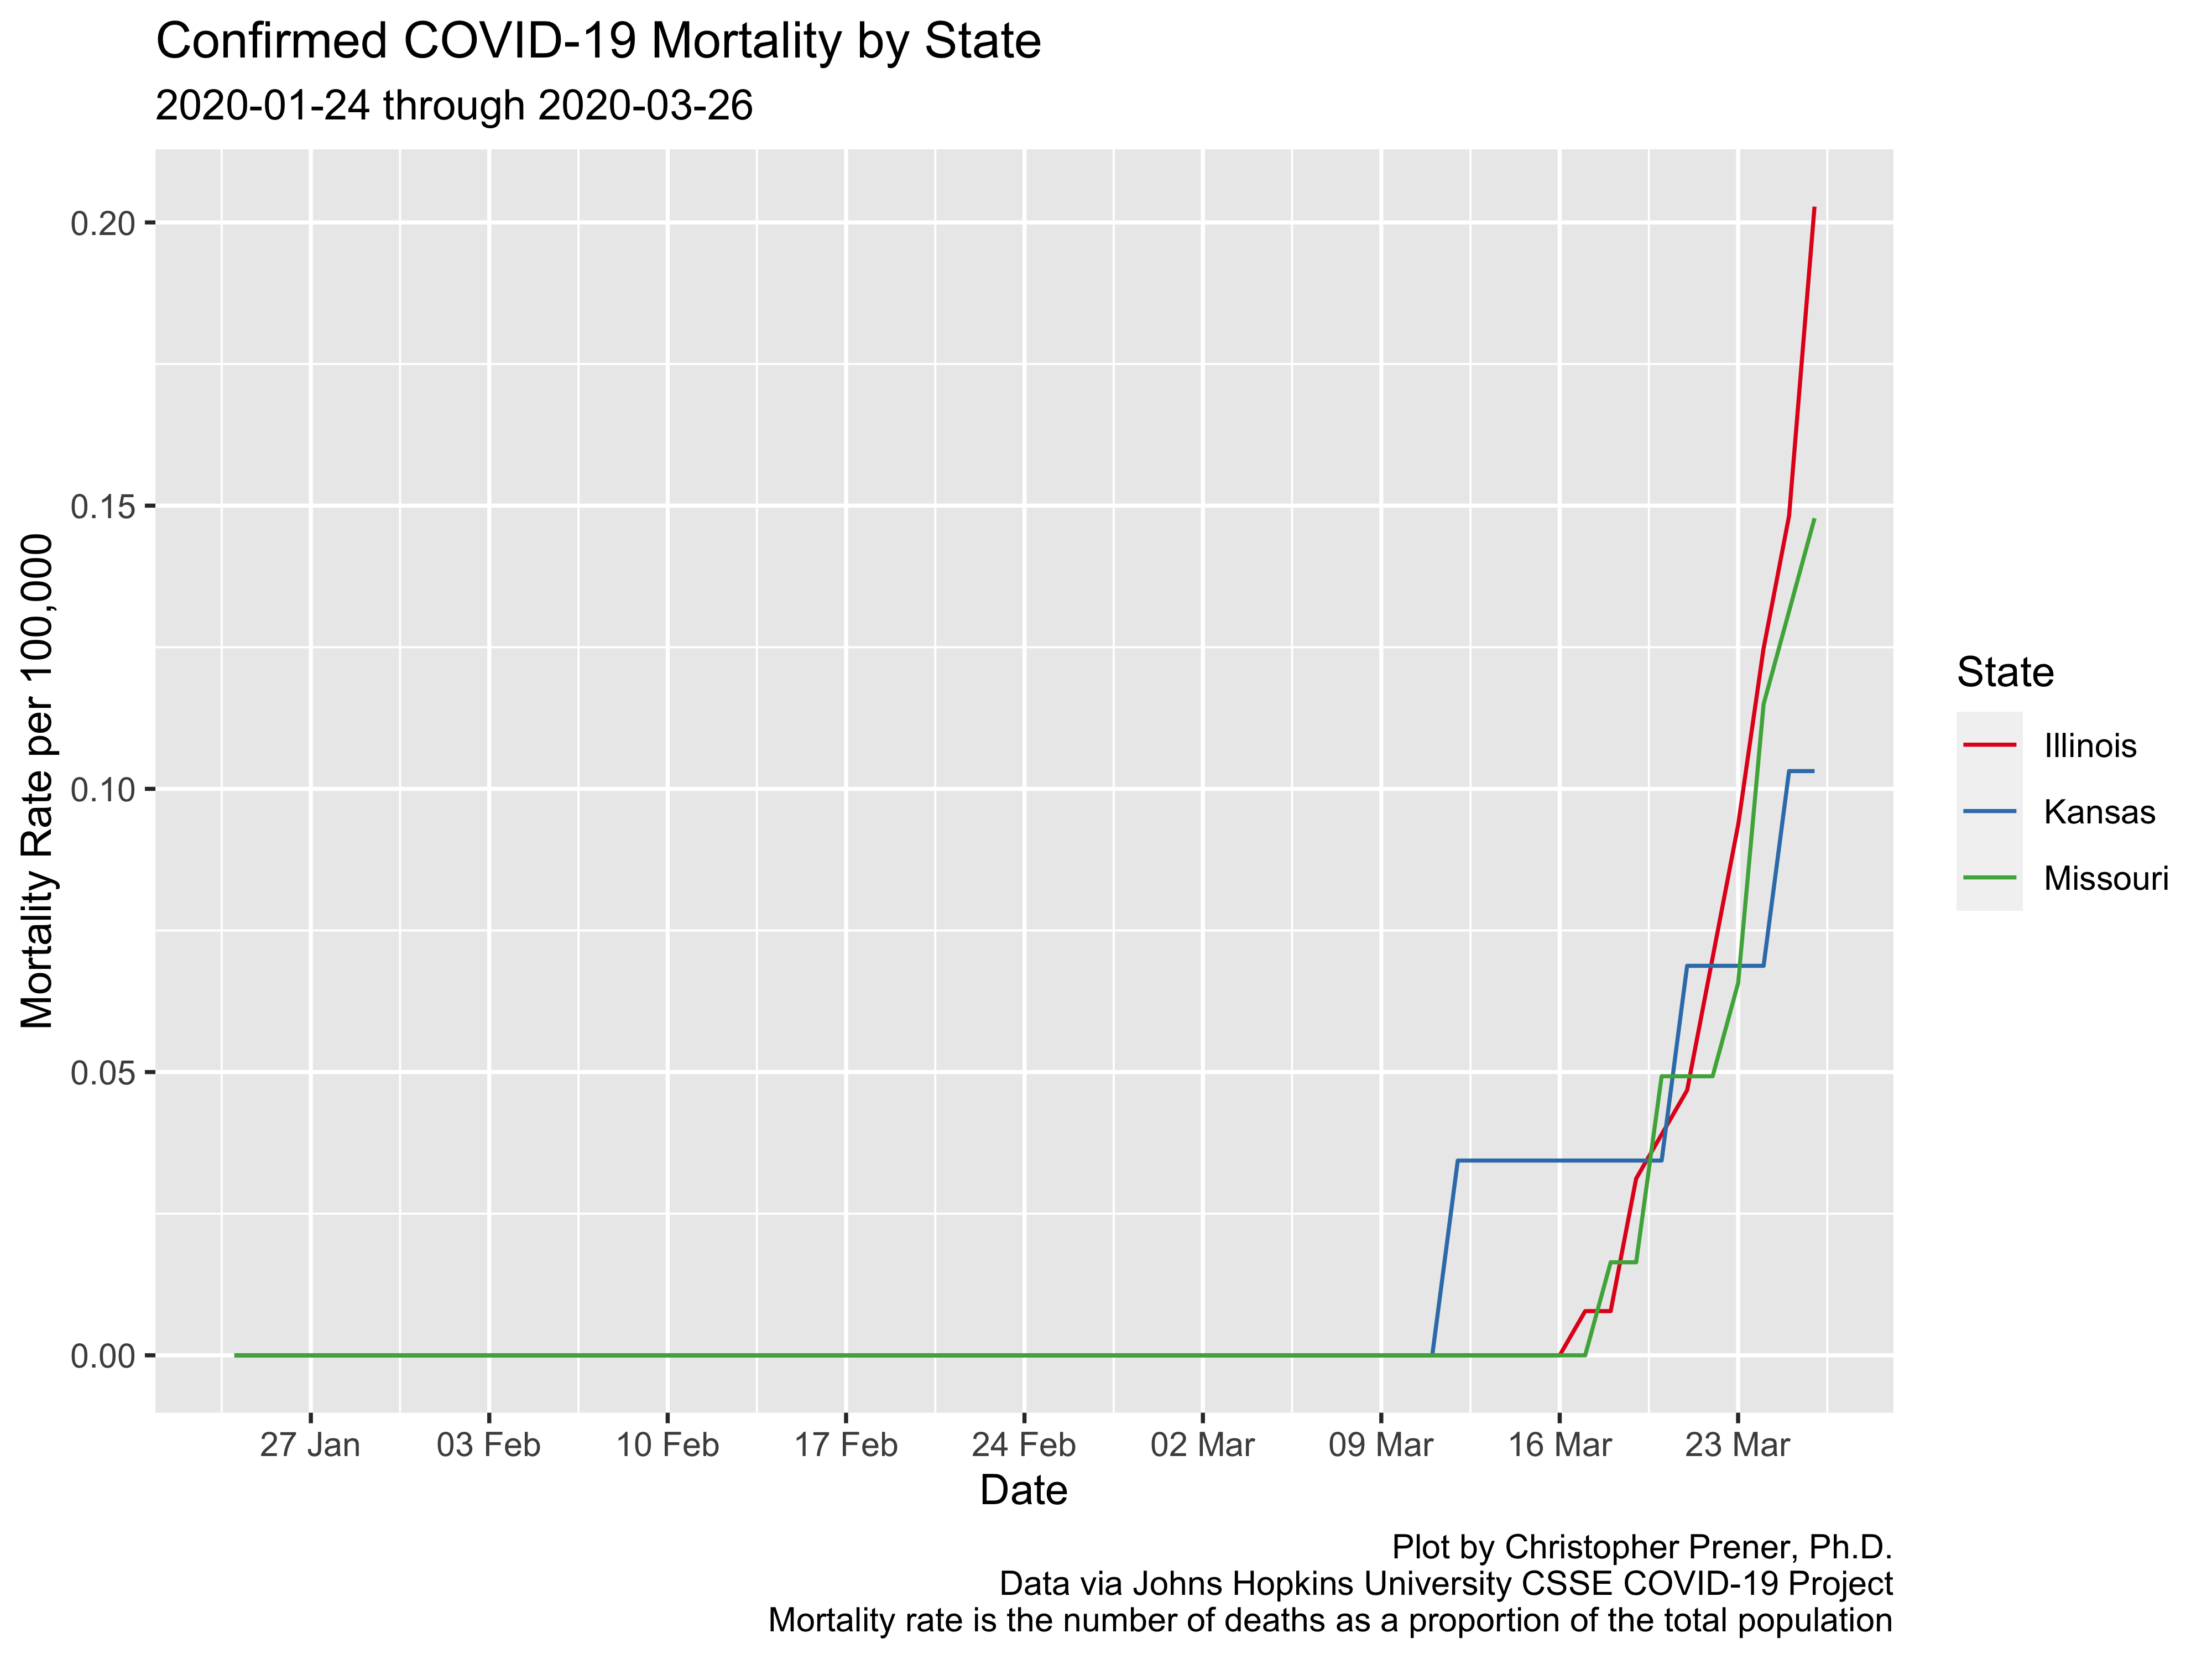 Confirmed COVID-19 Mortality by State
2020-01-24 through 2020-03-26
Mortality Rate per 100,000
0.20
0.15
0.10
0.05
0.00
27 Jan
03 Feb
10 Feb
17 Feb
24 Feb
02 Mar
09 Mar
16 Mar
23 Mar
Date
State
Illinois
Kansas
Missouri
Plot by Christopher Prener, Ph.D.
Data via Johns Hopkins University CSSE COVID-19 Project
Mortality rate is the number of deaths as a proportion of the total population